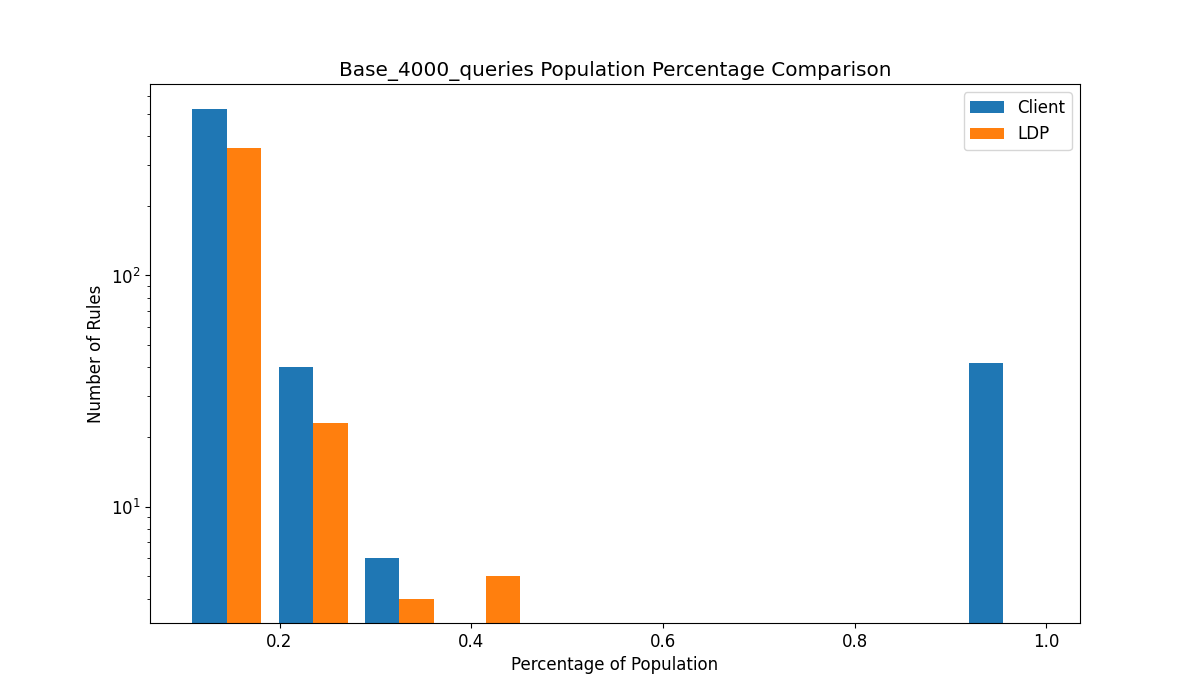 Base_4000_queries Population Percentage Comparison
Client
LDP
Number of Rules
10²
10¹
0.2 0.4 0.6 0.8 1.0
Percentage of Population